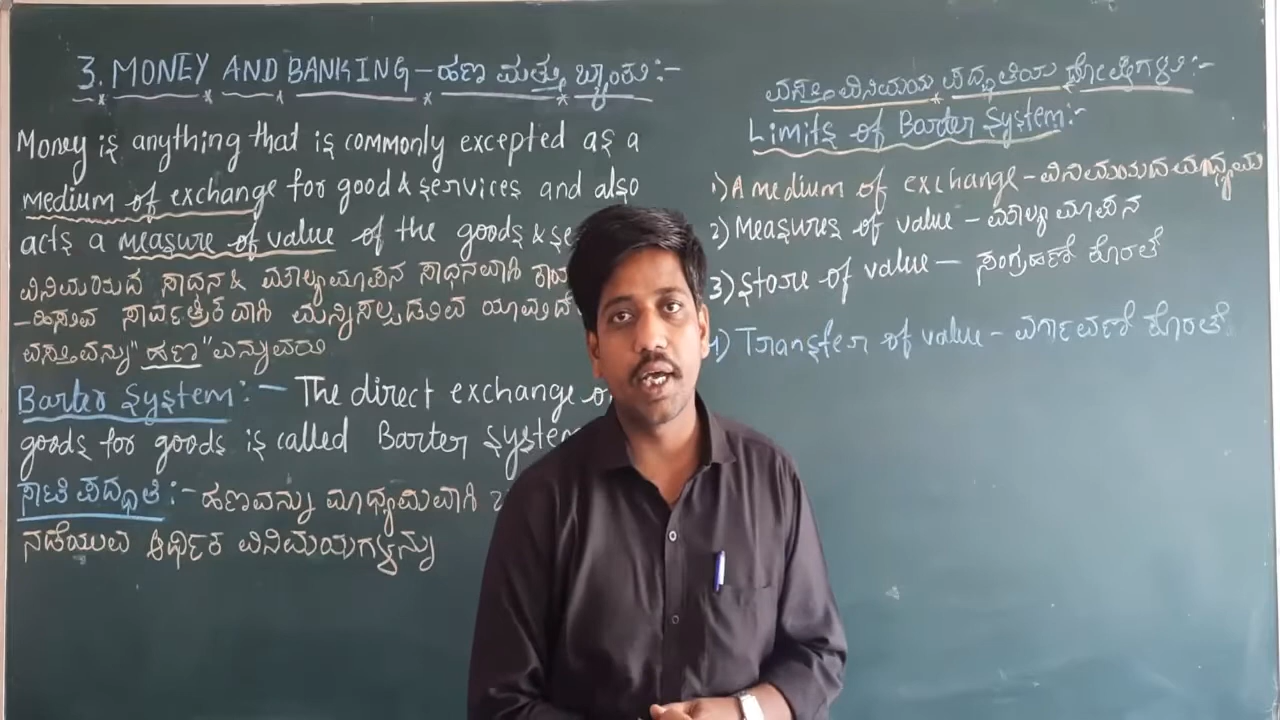 3. MONEY AND BANKING - ಹಣ ಮತ್ತು ಬ್ಯಾಂಕು:-
Money is anything that is commonly excepted as a
medium of exchange for good & services and also
acts a measure of value of the goods & se
ವಿನಿಮಯದ ಸಾಧನ & ಮೌಲ್ಯಮಾಪನ ಸಾಧನವಾಗಿ
-ಹಿಸುವ ಸಾರ್ವತ್ರಿಕವಾಗಿ ಮನ್ನಿಸಲ್ಪಡುವ ಯಾವುದೆ
ವಸ್ತುವನ್ನು "ಹಣ" ಎನ್ನುವರು
Barter System:- The direct exchange o
goods for goods is called Barter System
ಸಾಟಿ ಪದ್ಧತಿ:- ಹಣವನ್ನು ಮಾಧ್ಯಮವಾಗಿ
ನಡೆಯುವ ಆರ್ಥಿಕ ವಿನಿಮಯಗಳನ್ನು
ವಸ್ತು ವಿನಿಮಯ ಪದ್ಧತಿಯ ದೋಷಗಳು:-
Limits of Barter System:-
1) A medium of exchange - ವಿನಿಮಯದ ಮಾಧ್ಯಮ
2) Measures of value - ಮೌಲ್ಯ ಮಾಪನ
3) Store of value - ಸಂಗ್ರಹಣೆ ಕೊರತೆ
4) Transfer of value - ವರ್ಗಾವಣೆ ಕೊರತೆ